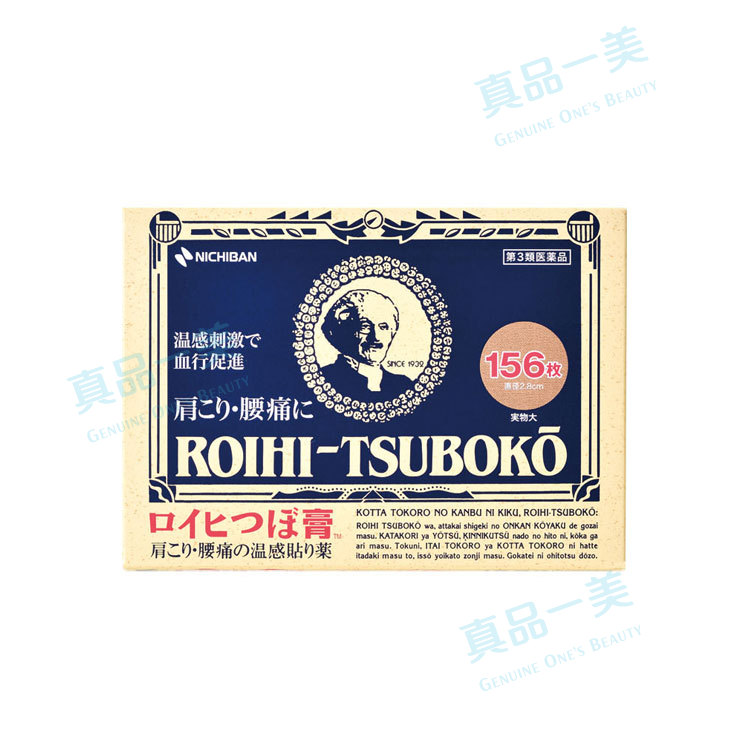 真品一美
GENUINE ONE'S BEAUTY
NICHIBAN
第3類医薬品
温感刺激で
血行促進
SINCE 1939
156枚
直径2.8cm
実物大
真品一美
GENUINE ONE'S BEAUTY
肩こり・腰痛に
ROIHI-TSUBOKŌ
ロイヒつぼ膏™
肩こり・腰痛の温感貼り薬
KOTTA TOKORO NO KANBU NI KIKU, ROIHI-TSUBOKŌ:
ROIHI TSUBOKŌ wa, attakai shigeki no ONKAN KŌYAKU de gozai
masu. KATAKORI ya YŌTSŪ, KINNIKUTSŪ nado no hito ni, kōka ga
ari masu. Tokuni, ITAI TOKORO ya KOTTA TOKORO ni hatte
itadaki masu to, issō yoikato zonji masu. Gokatei ni ohitotsu dōzo.
真品一美
GENUINE ONE'S BEAUTY